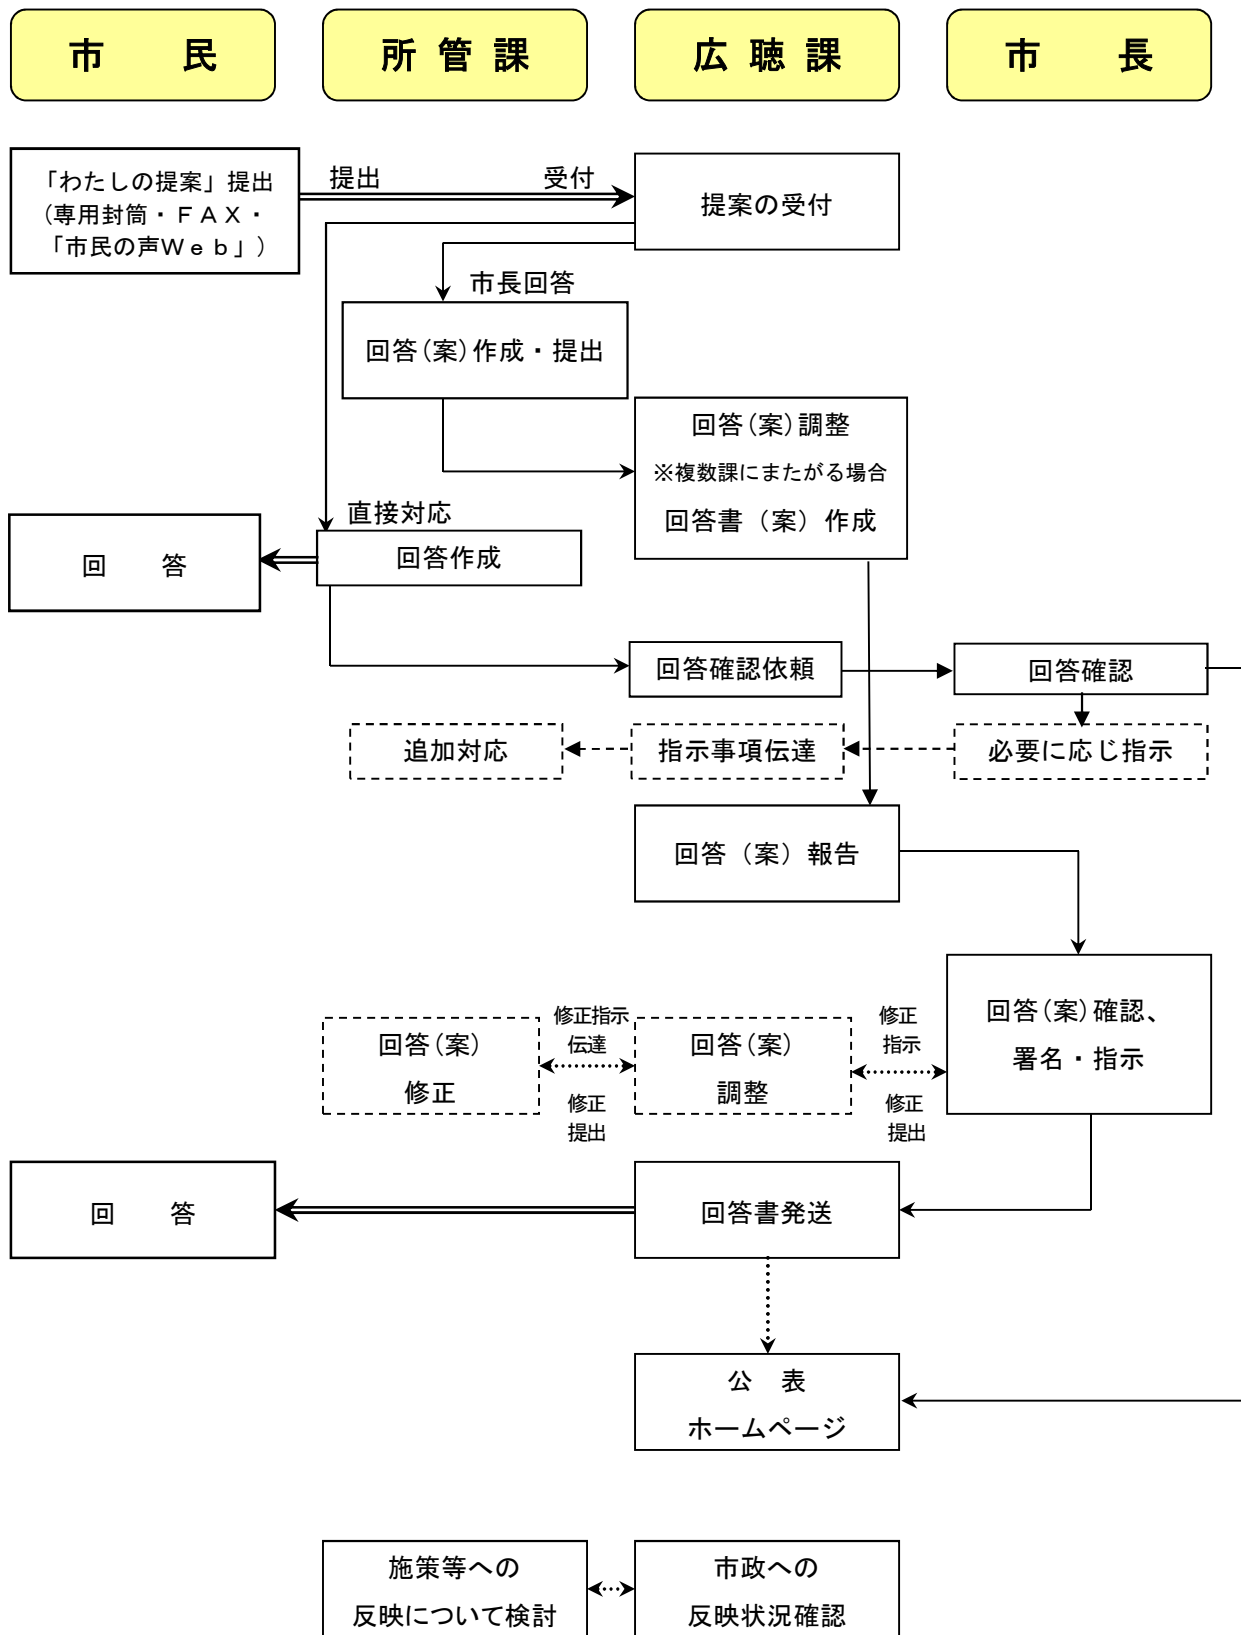 市　　民
所 管 課
広 聴 課
市　　長
「わたしの提案」提出
（専用封筒・ＦＡＸ・
「市民の声Ｗｅｂ」）
提出
受付
提案の受付
市長回答
回答（案）作成・提出
回答（案）調整
※複数課にまたがる場合
回答書（案）作成
直接対応
回答作成
回　　答
回答確認依頼
回答確認
追加対応
指示事項伝達
必要に応じ指示
回答（案）報告
回答（案）確認、
署名・指示
修正
指示
修正
提出
回答（案）
調整
修正指示
伝達
修正
提出
回答（案）
修正
回答書発送
回　　答
公　表
ホームページ
施策等への
反映について検討
市政への
反映状況確認